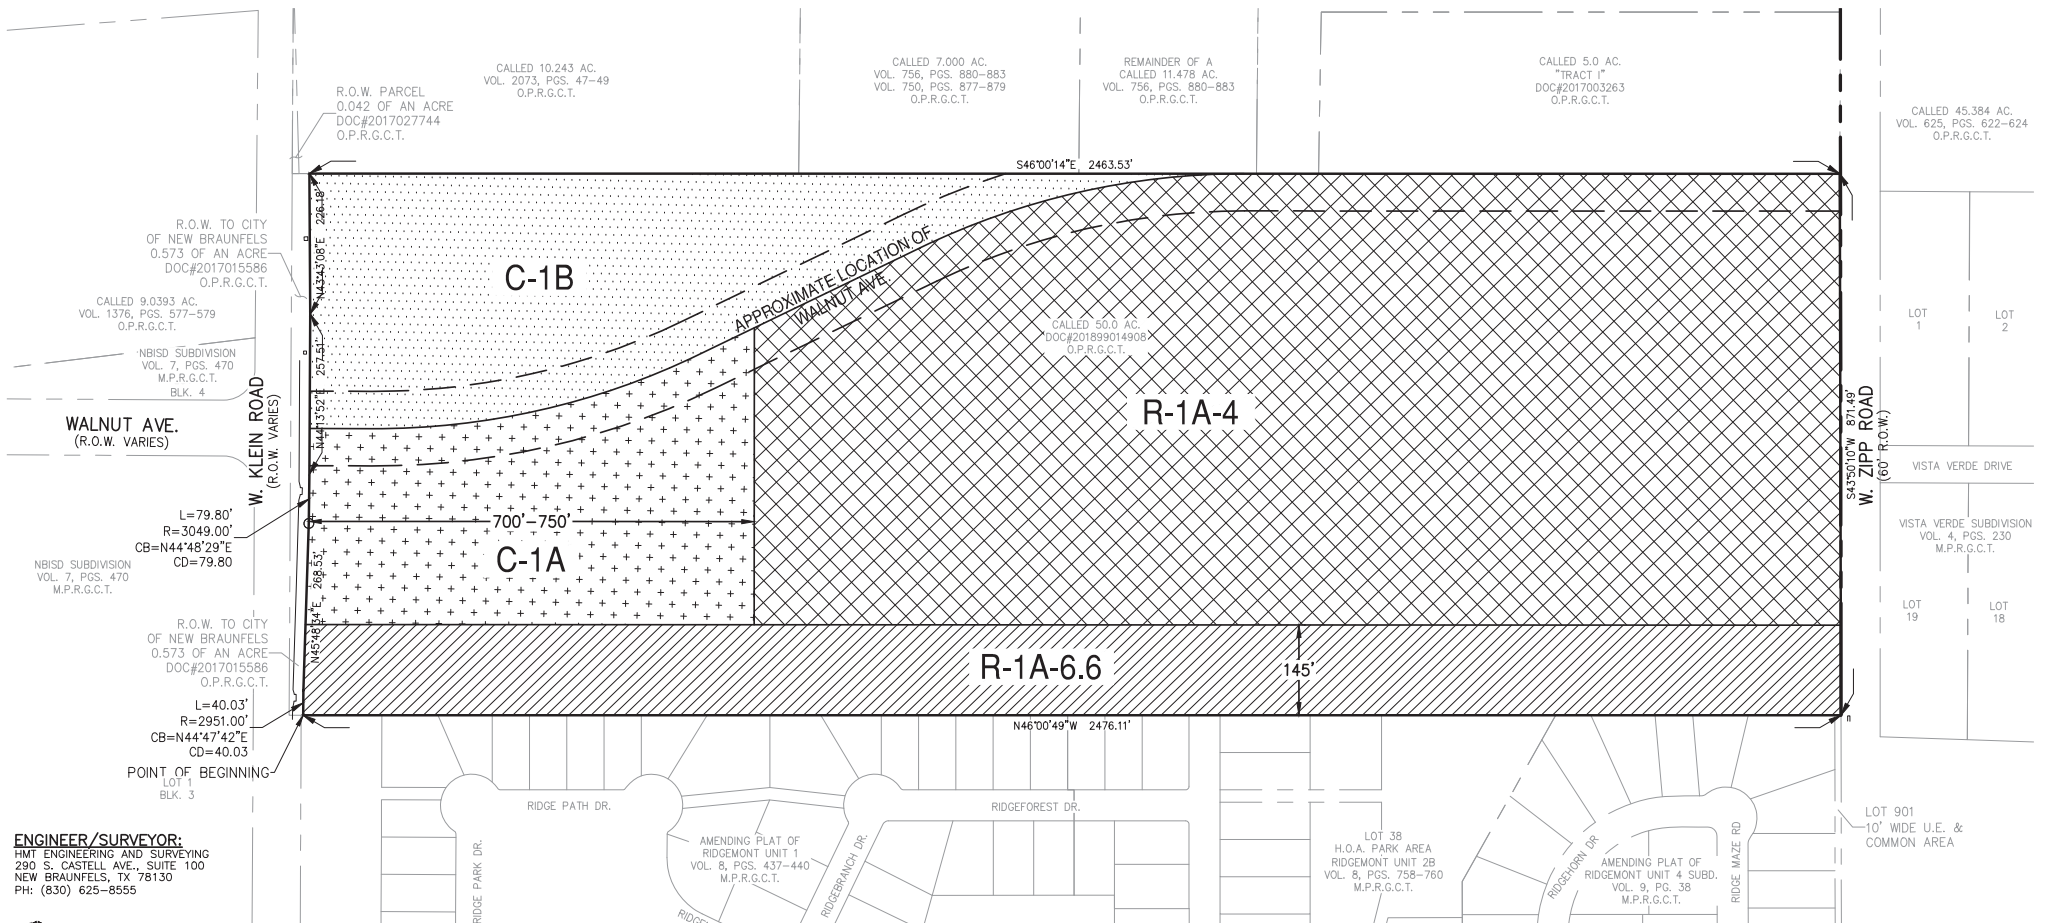 CALLED 10.243 AC.
VOL. 2073, PGS. 47-49
O.P.R.G.C.T.
R.O.W. PARCEL
0.042 OF AN ACRE
DOC#2017027744
O.P.R.G.C.T.
CALLED 7.000 AC.
VOL. 756, PGS. 880-883
VOL. 750, PGS. 877-879
O.P.R.G.C.T.
REMAINDER OF A
CALLED 11.478 AC.
VOL. 756, PGS. 880-883
O.P.R.G.C.T.
CALLED 5.0 AC.
"TRACT I"
DOC#2017003263
O.P.R.G.C.T.
CALLED 45.384 AC.
VOL. 625, PGS. 622-624
O.P.R.G.C.T.
S46°00'14"E 2463.53'
R.O.W. TO CITY
OF NEW BRAUNFELS
0.573 OF AN ACRE
DOC#2017015586
O.P.R.G.C.T.
CALLED 9.0393 AC.
VOL. 1376, PGS. 577-579
O.P.R.G.C.T.
NBISD SUBDIVISION
VOL. 7, PGS. 470
M.P.R.G.C.T.
BLK. 4
WALNUT AVE.
(R.O.W. VARIES)
W. KLEIN ROAD
(R.O.W. VARIES)
N43°43'08"E 226.18'
N44°13'52"E 257.51'
N45°48'34"E 268.53'
C-1B
APPROXIMATE LOCATION OF
WALNUT AVE.
CALLED 50.0 AC.
DOC#201899014908
O.P.R.G.C.T.
R-1A-4
700'-750'
C-1A
R-1A-6.6
145'
S43°50'10"W 871.49'
W. ZIPP ROAD
(60' R.O.W.)
LOT
1
LOT
2
VISTA VERDE DRIVE
VISTA VERDE SUBDIVISION
VOL. 4, PGS. 230
M.P.R.G.C.T.
LOT
19
LOT
18
L=79.80'
R=3049.00'
CB=N44°48'29"E
CD=79.80
NBISD SUBDIVISION
VOL. 7, PGS. 470
M.P.R.G.C.T.
R.O.W. TO CITY
OF NEW BRAUNFELS
0.573 OF AN ACRE
DOC#2017015586
O.P.R.G.C.T.
L=40.03'
R=2951.00'
CB=N44°47'42"E
CD=40.03
POINT OF BEGINNING
LOT 1
BLK. 3
N46°00'49"W 2476.11'
RIDGE PATH DR.
RIDGEFOREST DR.
RIDGE PARK DR.
AMENDING PLAT OF
RIDGEMONT UNIT 1
VOL. 8, PGS. 437-440
M.P.R.G.C.T.
RIDGEBRANCH DR.
LOT 38
H.O.A. PARK AREA
RIDGEMONT UNIT 2B
VOL. 8, PGS. 758-760
M.P.R.G.C.T.
RIDGEHORN DR
AMENDING PLAT OF
RIDGEMONT UNIT 4 SUBD.
VOL. 9, PG. 38
M.P.R.G.C.T.
RIDGE MAZE RD
LOT 901
10' WIDE U.E. &
COMMON AREA
ENGINEER/SURVEYOR:
HMT ENGINEERING AND SURVEYING
290 S. CASTELL AVE., SUITE 100
NEW BRAUNFELS, TX 78130
PH: (830) 625-8555